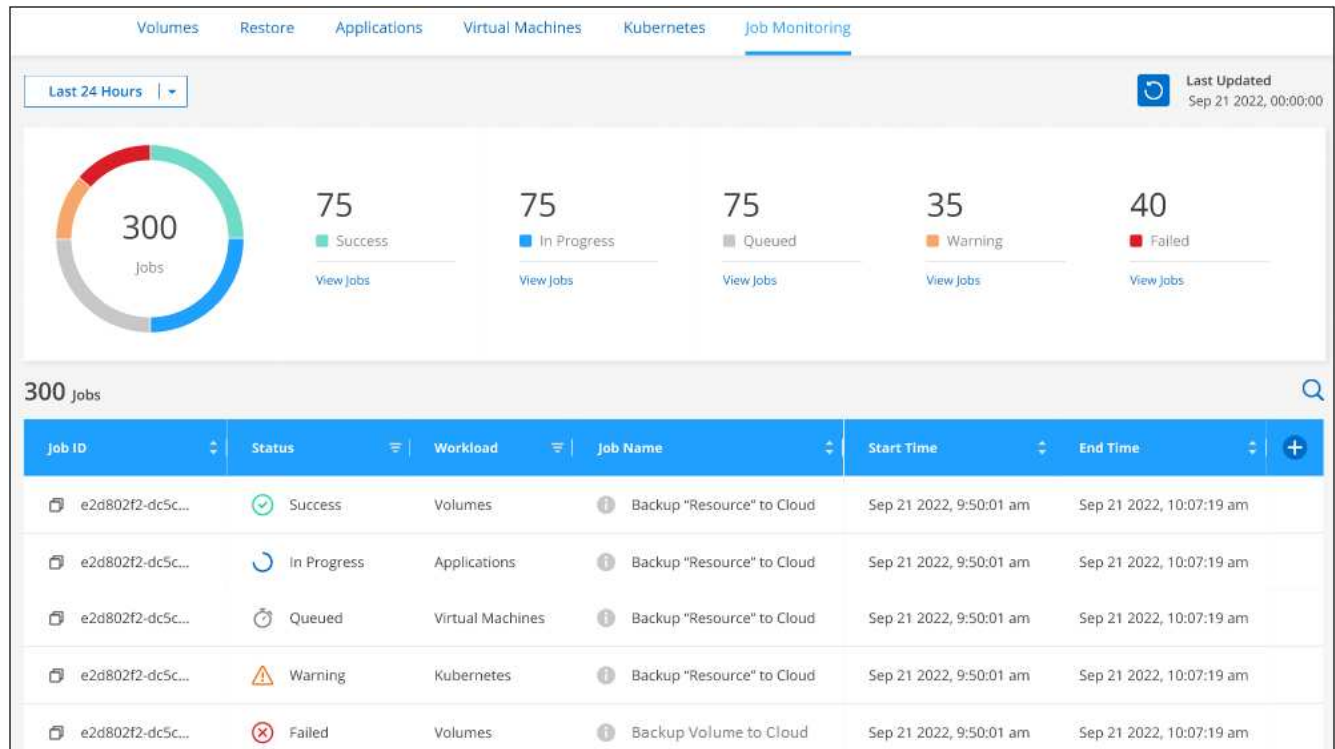 Volumes Restore Applications Virtual Machines Kubernetes Job Monitoring
Last 24 Hours
Last Updated
Sep 21 2022, 00:00:00
300
Jobs
75 75 75 35 40
Success In Progress Queued Warning Failed
View Jobs View Jobs View Jobs View Jobs View Jobs
300 Jobs
Job ID Status Workload Job Name Start Time End Time
e2d802f2-dc5c... Success Volumes Backup “Resource” to Cloud Sep 21 2022, 9:50:01 am Sep 21 2022, 10:07:19 am
e2d802f2-dc5c... In Progress Applications Backup “Resource” to Cloud Sep 21 2022, 9:50:01 am Sep 21 2022, 10:07:19 am
e2d802f2-dc5c... Queued Virtual Machines Backup “Resource” to Cloud Sep 21 2022, 9:50:01 am Sep 21 2022, 10:07:19 am
e2d802f2-dc5c... Warning Kubernetes Backup “Resource” to Cloud Sep 21 2022, 9:50:01 am Sep 21 2022, 10:07:19 am
e2d802f2-dc5c... Failed Volumes Backup Volume to Cloud Sep 21 2022, 9:50:01 am Sep 21 2022, 10:07:19 am